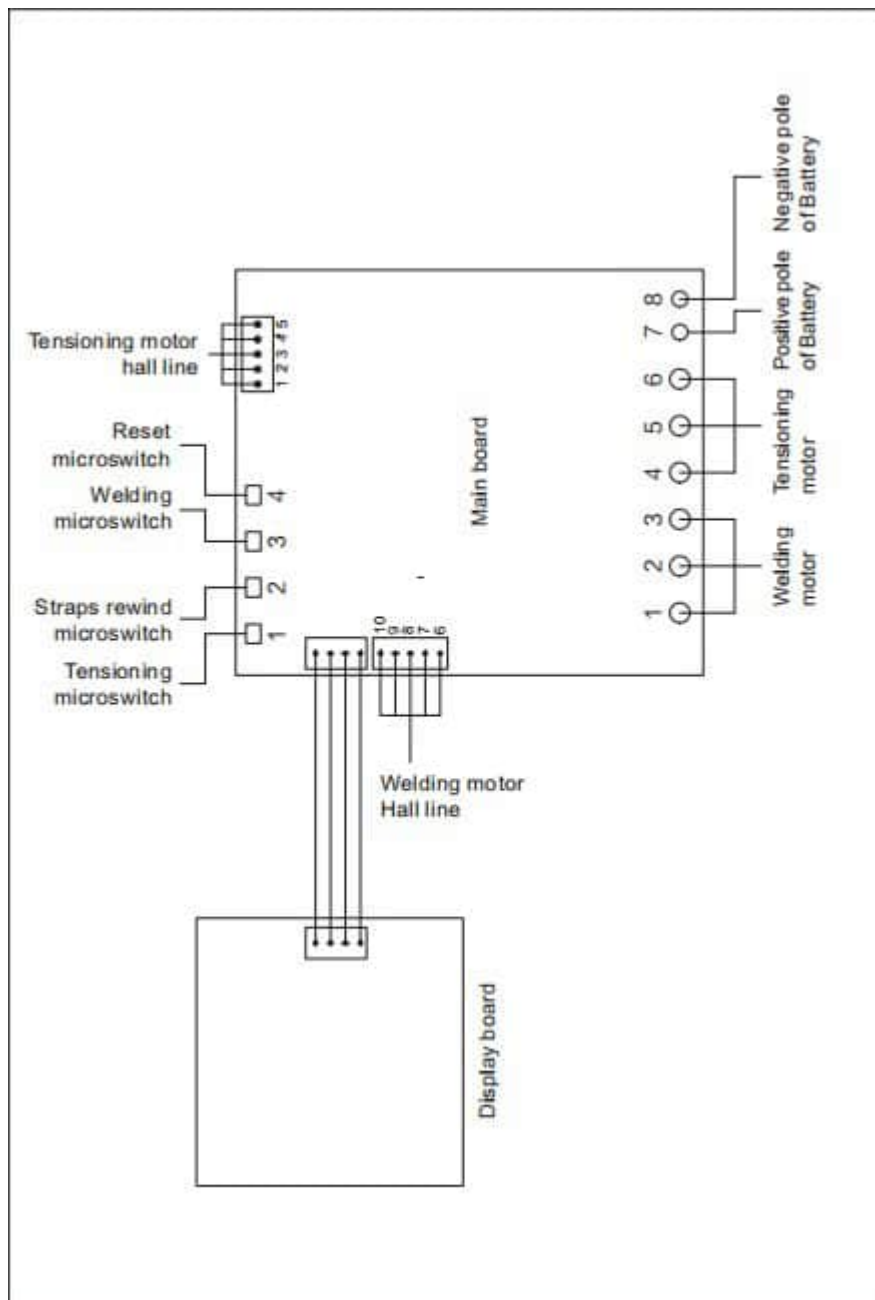 Negative pole
of Battery
Positive pole
of Battery
Tensioning
motor
Welding
motor
8
7
6
5
4
3
2
1
Main board
Tensioning motor
hall line
1 2 3 4 5
Reset
microswitch
4
Welding
microswitch
3
Straps rewind
microswitch
2
Tensioning
microswitch
1
10
9
8
7
6
Welding motor
Hall line
Display board